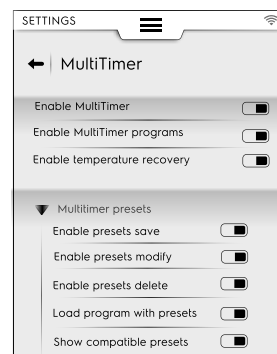 SETTINGS
MultiTimer
Enable MultiTimer
Enable MultiTimer programs
Enable temperature recovery
Multitimer presets
Enable presets save
Enable presets modify
Enable presets delete
Load program with presets
Show compatible presets